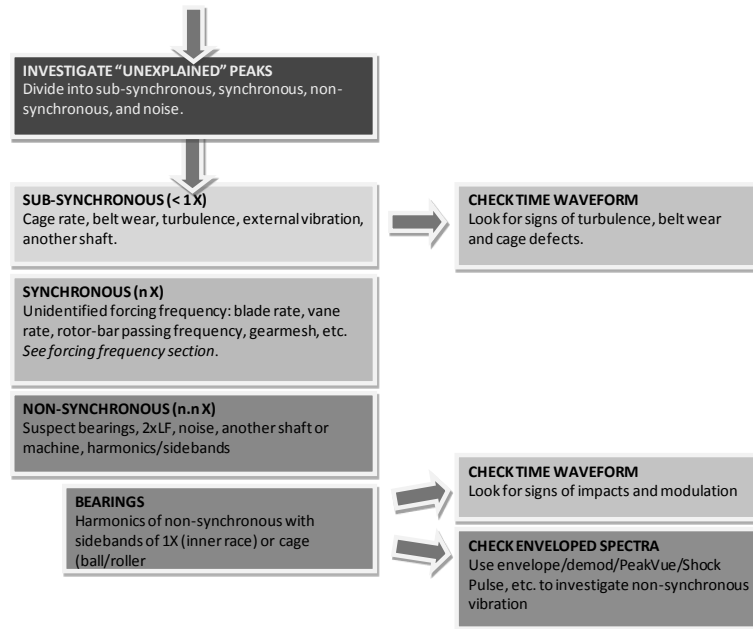 INVESTIGATE “UNEXPLAINED” PEAKS
Divide into sub-synchronous, synchronous, non-
synchronous, and noise.
SUB-SYNCHRONOUS (< 1X)
Cage rate, belt wear, turbulence, external vibration,
another shaft.
CHECK TIME WAVEFORM
Look for signs of turbulence, belt wear
and cage defects.
SYNCHRONOUS (n X)
Unidentified forcing frequency: blade rate, vane
rate, rotor-bar passing frequency, gearmesh, etc.
See forcing frequency section.
NON-SYNCHRONOUS (n.n X)
Suspect bearings, 2xLF, noise, another shaft or
machine, harmonics/sidebands
CHECK TIME WAVEFORM
Look for signs of impacts and modulation
BEARINGS
Harmonics of non-synchronous with
sidebands of 1X (inner race) or cage
(ball/roller
CHECK ENVELOPED SPECTRA
Use envelope/demod/PeakVue/Shock
Pulse, etc. to investigate non-synchronous
vibration